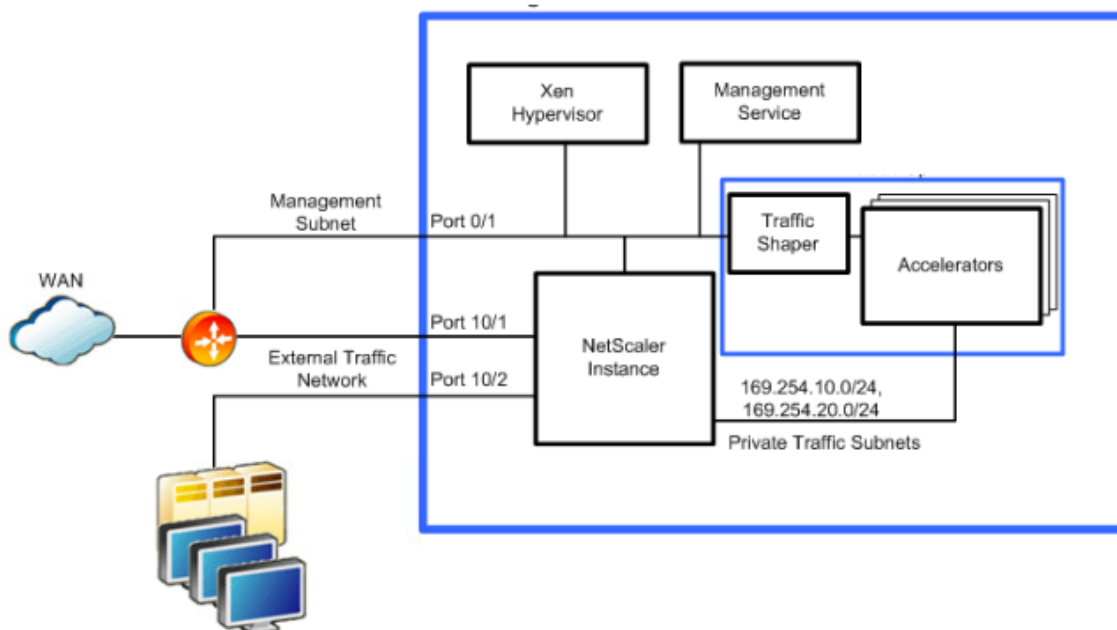 Xen
Hypervisor
Management
Service
Management
Subnet
Port 0/1
Traffic
Shaper
Accelerators
WAN
Port 10/1
NetScaler
Instance
External Traffic
Network
Port 10/2
169.254.10.0/24,
169.254.20.0/24
Private Traffic Subnets